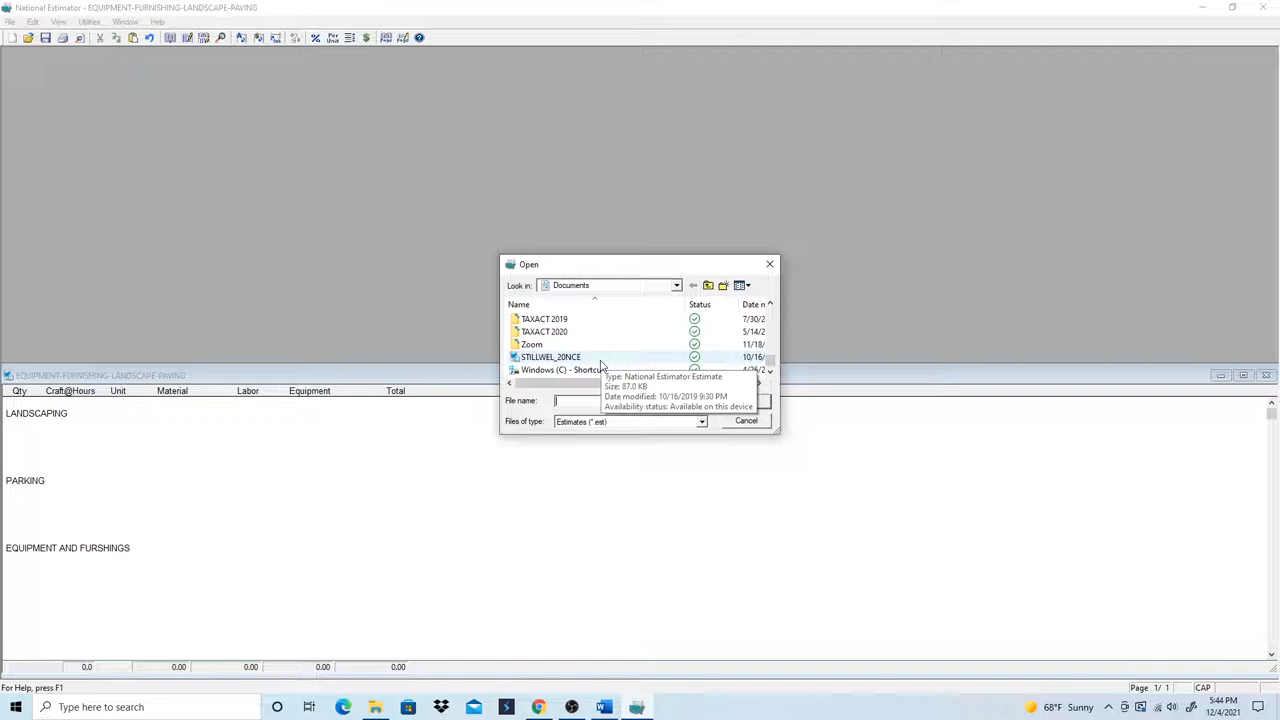 National Estimator - EQUIPMENT-FURNISHING-LANDSCAPE-PAVING
File Edit View Utilities Window Help
Open
Look in: Documents
Name Status Date n
TAXACT 2019 7/30/2
TAXACT 2020 5/14/2
Zoom 11/18/
STILLWEL_20NCE 10/16/
Windows (C) - Shortcu
Type: National Estimator Estimate
Size: 87.0 KB
Date modified: 10/16/2019 9:30 PM
Availability status: Available on this device
File name:
Files of type: Estimates (*.est) Cancel
EQUIPMENT-FURNISHING-LANDSCAPE-PAVING
Qty Craft@Hours Unit Material Labor Equipment Total
LANDSCAPING
PARKING
EQUIPMENT AND FURSHINGS
0.0 0.00 0.00 0.00 0.00
For Help, press F1 Page 1/ 1 CAP
Type here to search 68°F Sunny 5:44 PM
12/4/2021